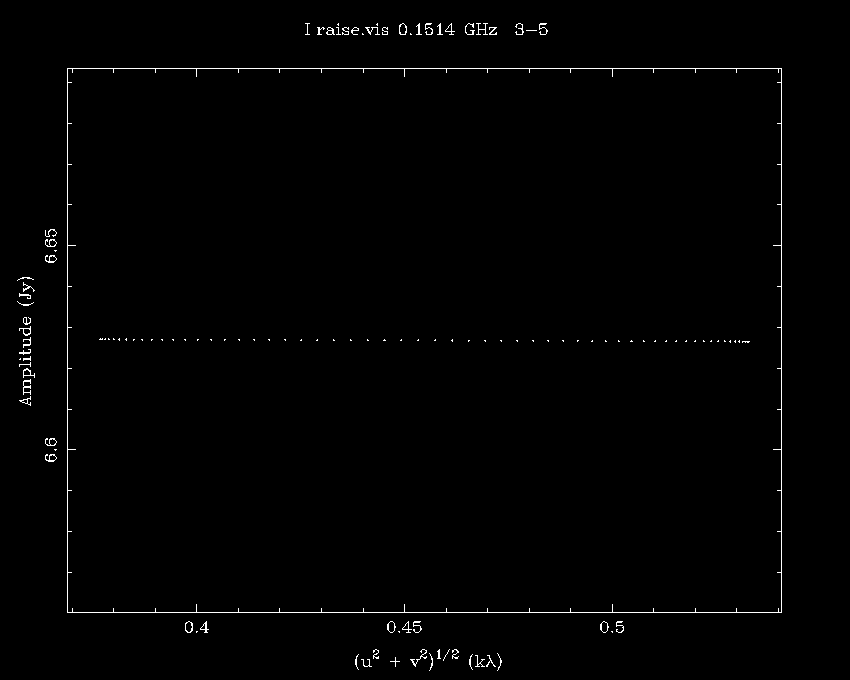 I raise.vis 0.1514 GHz 3−5
6.65
Amplitude (Jy)
6.6
0.4 0.45 0.5
(u² + v²)^1/2 (kλ)